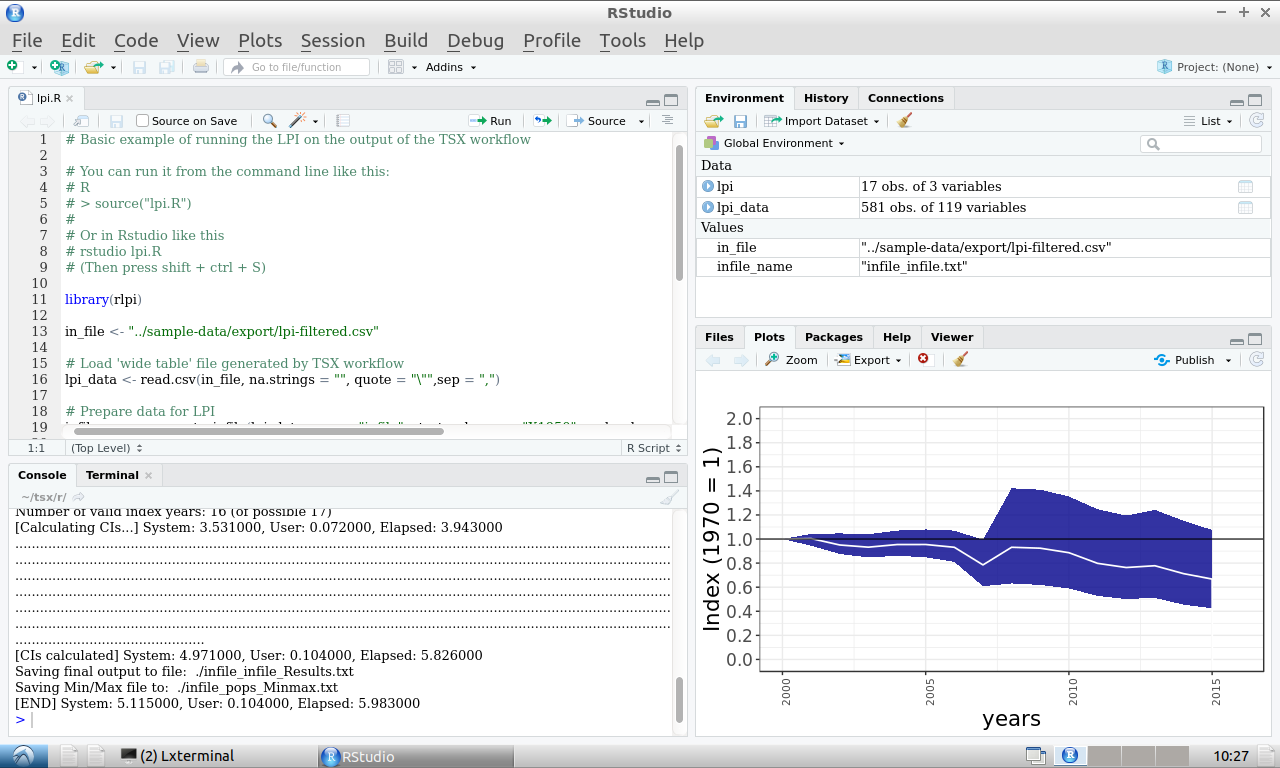 RStudio
File Edit Code View Plots Session Build Debug Profile Tools Help
Go to file/function Addins Project: (None)
lpi.R
Source on Save Run Source
1 # Basic example of running the LPI on the output of the TSX workflow
2
3 # You can run it from the command line like this:
4 # R
5 # > source("lpi.R")
6 #
7 # Or in Rstudio like this
8 # rstudio lpi.R
9 # (Then press shift + ctrl + S)
10
11 library(rlpi)
12
13 in_file <- "../sample-data/export/lpi-filtered.csv"
14
15 # Load 'wide table' file generated by TSX workflow
16 lpi_data <- read.csv(in_file, na.strings = "", quote = "\"",sep = ",")
17
18 # Prepare data for LPI
19
1:1 (Top Level) R Script
Console Terminal
~/tsx/r/
Number of valid index years: 16 (of possible 17)
[Calculating CIs...] System: 3.531000, User: 0.072000, Elapsed: 3.943000
[CIs calculated] System: 4.971000, User: 0.104000, Elapsed: 5.826000
Saving final output to file: ./infile_infile_Results.txt
Saving Min/Max file to: ./infile_pops_Minmax.txt
[END] System: 5.115000, User: 0.104000, Elapsed: 5.983000
>
Environment History Connections
Import Dataset List
Global Environment
Data
lpi 17 obs. of 3 variables
lpi_data 581 obs. of 119 variables
Values
in_file "../sample-data/export/lpi-filtered.csv"
infile_name "infile_infile.txt"
Files Plots Packages Help Viewer
Zoom Export Publish
2.0
1.8
1.6
1.4
1.2
1.0
0.8
0.6
0.4
0.2
0.0
Index (1970 = 1)
2000 2005 2010 2015
years
(2) Lxterminal RStudio 10:27